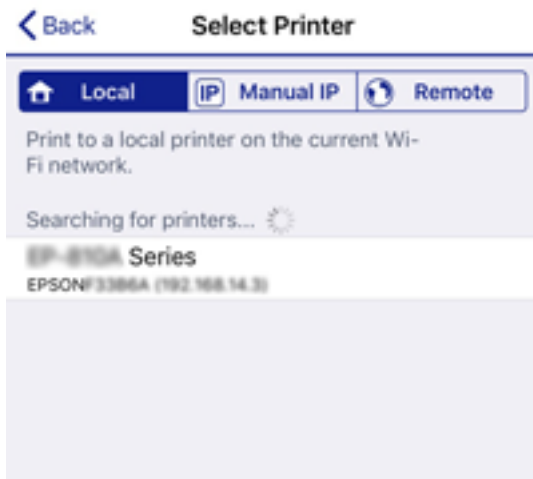 Back
Select Printer
Local
IP Manual IP
Remote
Print to a local printer on the current Wi-
Fi network.
Searching for printers...
Series
EPSON